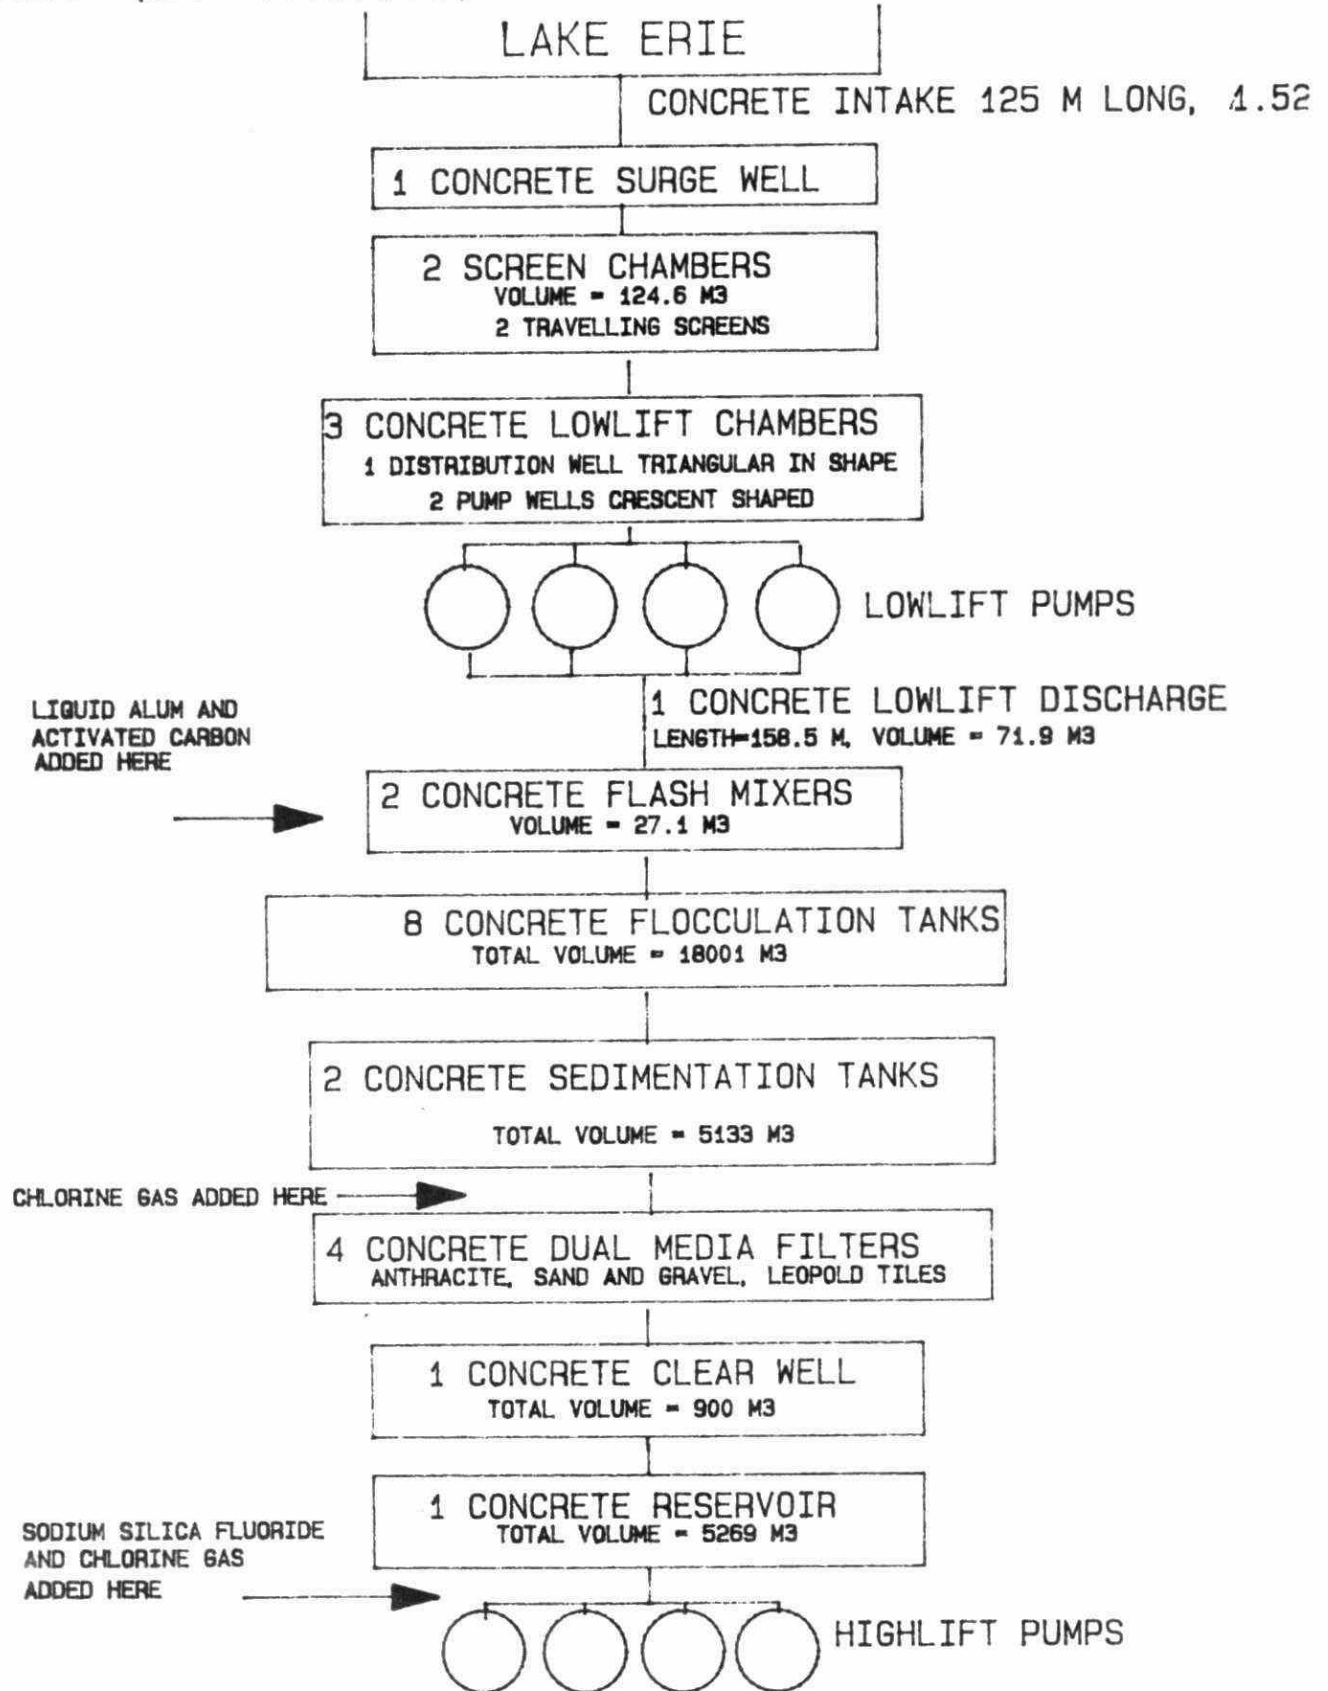 LAKE ERIE
CONCRETE INTAKE 125 M LONG, 1.52
1 CONCRETE SURGE WELL
2 SCREEN CHAMBERS
VOLUME = 124.6 M3
2 TRAVELLING SCREENS
3 CONCRETE LOWLIFT CHAMBERS
1 DISTRIBUTION WELL TRIANGULAR IN SHAPE
2 PUMP WELLS CRESCENT SHAPED
LOWLIFT PUMPS
1 CONCRETE LOWLIFT DISCHARGE
LENGTH=158.5 M, VOLUME = 71.9 M3
LIQUID ALUM AND
ACTIVATED CARBON
ADDED HERE
2 CONCRETE FLASH MIXERS
VOLUME = 27.1 M3
8 CONCRETE FLOCCULATION TANKS
TOTAL VOLUME = 18001 M3
2 CONCRETE SEDIMENTATION TANKS
TOTAL VOLUME = 5133 M3
CHLORINE GAS ADDED HERE
4 CONCRETE DUAL MEDIA FILTERS
ANTHRACITE, SAND AND GRAVEL, LEOPOLD TILES
1 CONCRETE CLEAR WELL
TOTAL VOLUME = 900 M3
1 CONCRETE RESERVOIR
TOTAL VOLUME = 5269 M3
SODIUM SILICA FLUORIDE
AND CHLORINE GAS
ADDED HERE
HIGHLIFT PUMPS